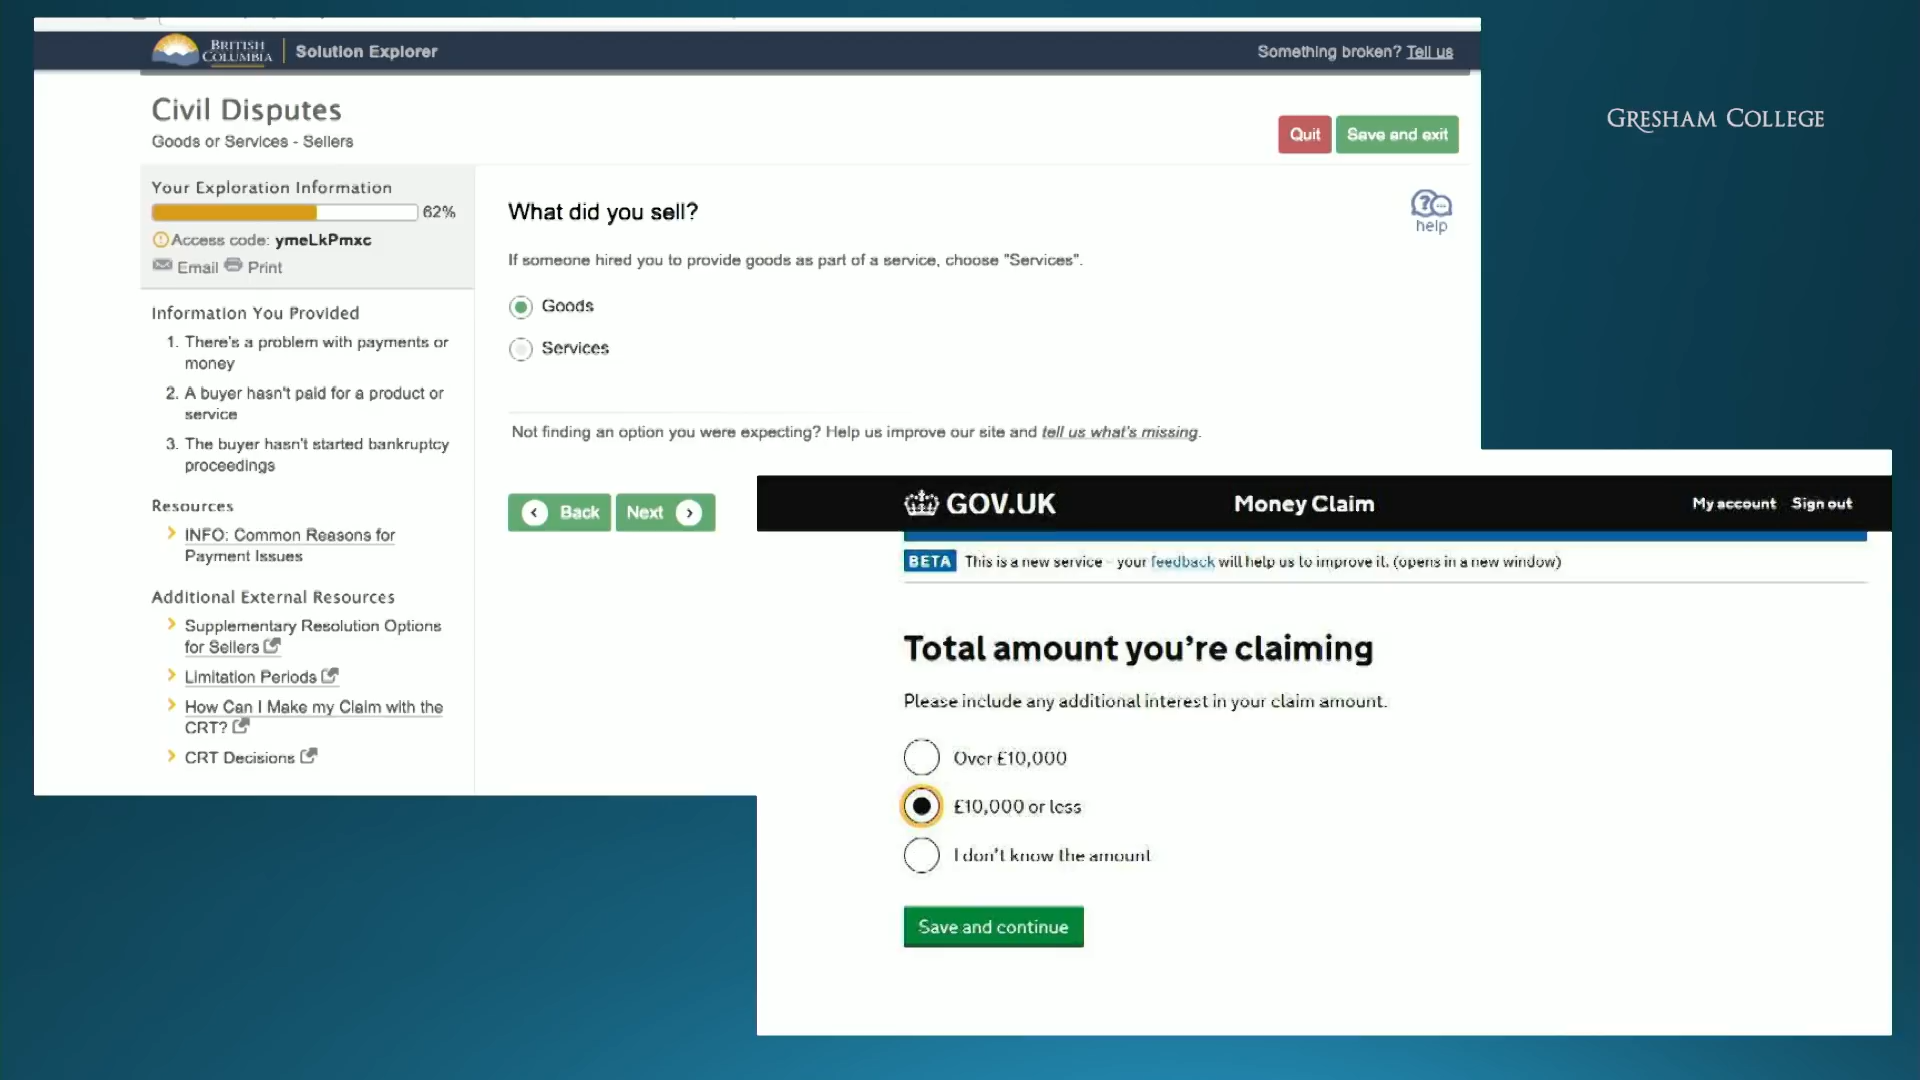 BRITISH
COLUMBIA
Solution Explorer
Something broken? Tell us
GRESHAM COLLEGE
Civil Disputes
Goods or Services - Sellers
Quit
Save and exit
Your Exploration Information
62%
Access code: ymeLkPmxc
Email
Print
Information You Provided
1. There's a problem with payments or
money
2. A buyer hasn't paid for a product or
service
3. The buyer hasn't started bankruptcy
proceedings
Resources
INFO: Common Reasons for
Payment Issues
Additional External Resources
Supplementary Resolution Options
for Sellers
Limitation Periods
How Can I Make my Claim with the
CRT?
CRT Decisions
What did you sell?
help
If someone hired you to provide goods as part of a service, choose "Services".
Goods
Services
Not finding an option you were expecting? Help us improve our site and tell us what's missing.
Back
Next
GOV.UK
Money Claim
My account
Sign out
BETA This is a new service - your feedback will help us to improve it. (opens in a new window)
Total amount you're claiming
Please include any additional interest in your claim amount.
Over £10,000
£10,000 or less
I don't know the amount
Save and continue